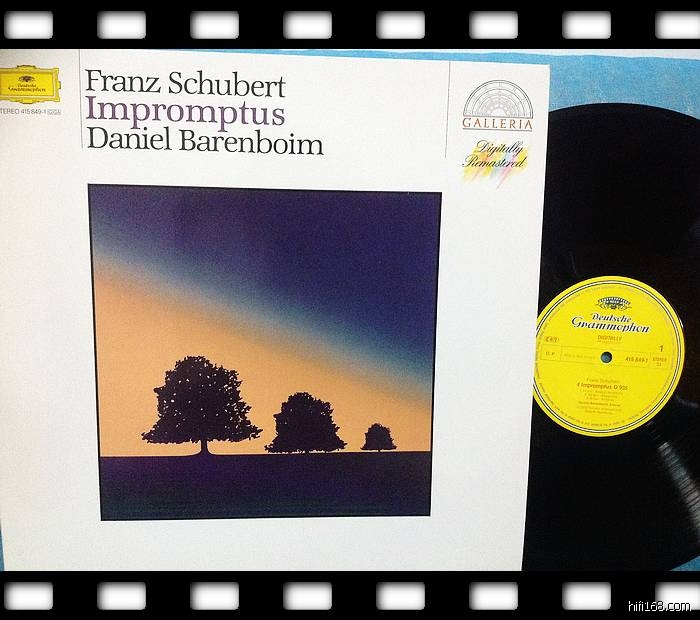 Deutsche
Grammophon
STEREO 415 849-1
Franz Schubert
Impromptus
Daniel Barenboim
GALLERIA
Digitally
Remastered
Deutsche
Grammophon
DIGITALLY
1
415 849-1
STEREO
33
Franz Schubert
4 Impromptus D 935
hifi168.com